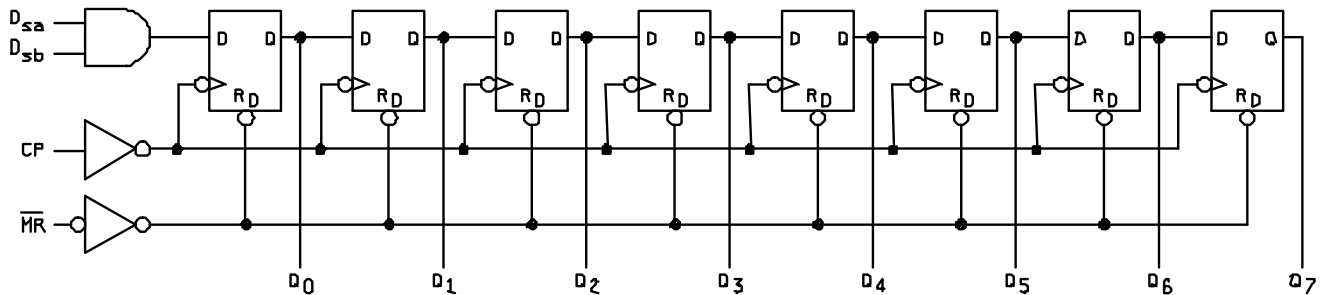 Dsa
Dsb
D Q D Q D Q D Q D Q D Q D Q D Q
RD RD RD RD RD RD RD RD
CP
MR
Q0 Q1 Q2 Q3 Q4 Q5 Q6 Q7